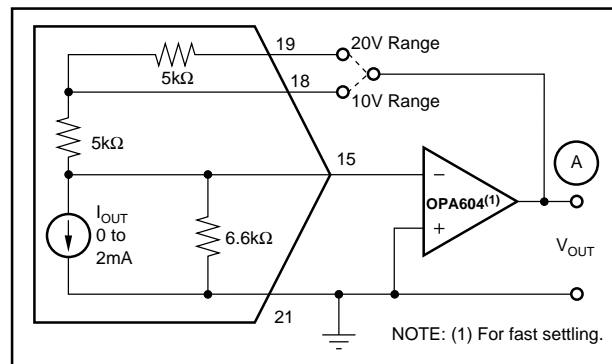 19
20V Range
5kΩ
18
10V Range
5kΩ
15
A
−
OPA604(1)
+
IOUT
0 to
2mA
6.6kΩ
VOUT
21
NOTE: (1) For fast settling.